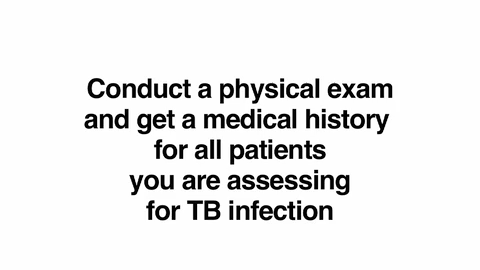 Conduct a physical exam
and get a medical history
for all patients
you are assessing
for TB infection